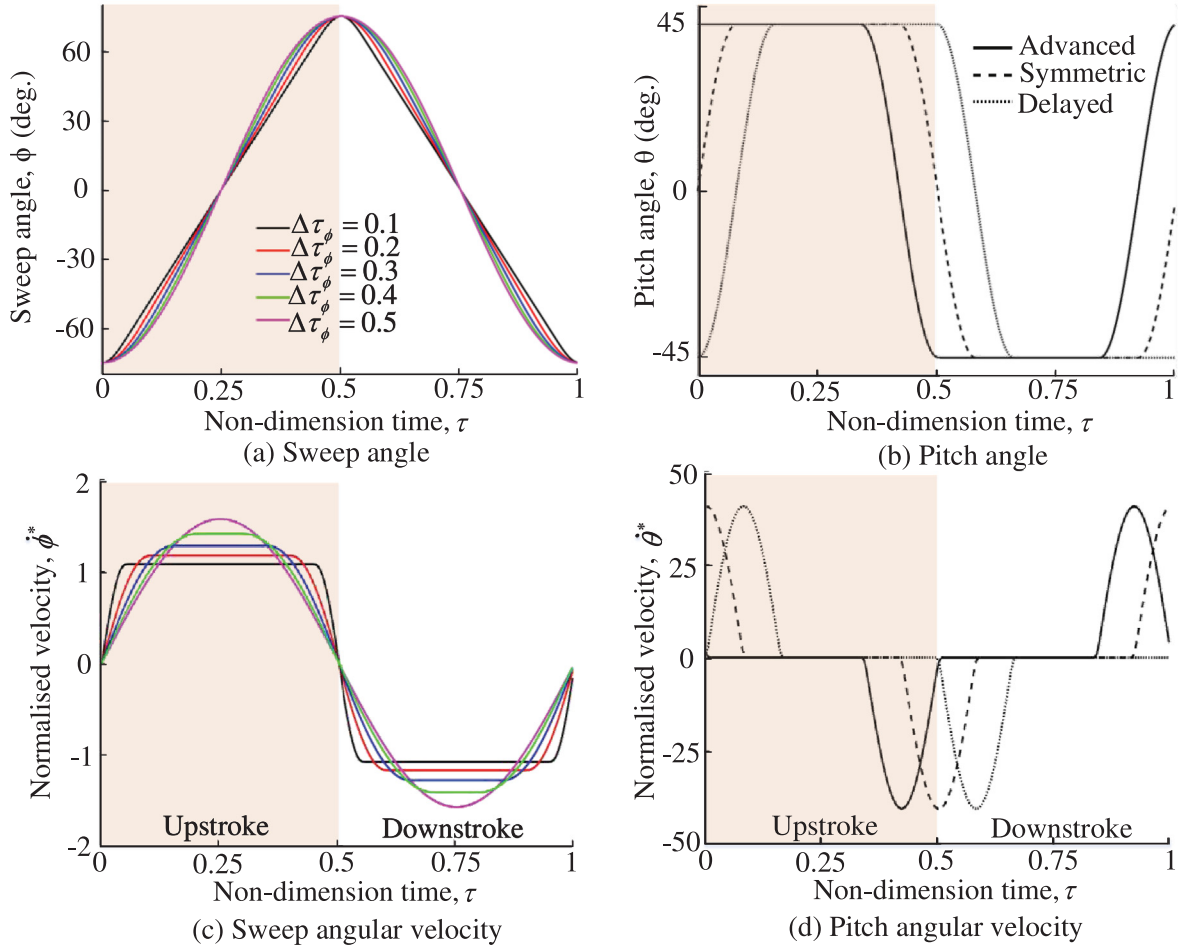 Sweep angle, ϕ (deg.)
60
30
0
-30
-60
Δτϕ = 0.1
Δτϕ = 0.2
Δτϕ = 0.3
Δτϕ = 0.4
Δτϕ = 0.5
0 0.25 0.5 0.75 1
Non-dimension time, τ
(a) Sweep angle
Pitch angle, θ (deg.)
45
0
-45
Advanced
Symmetric
Delayed
0 0.25 0.5 0.75 1
Non-dimension time, τ
(b) Pitch angle
Normalised velocity, ϕ̇*
2
1
0
-1
-2
Upstroke Downstroke
0 0.25 0.5 0.75 1
Non-dimension time, τ
(c) Sweep angular velocity
Normalised velocity, θ̇*
50
25
0
-25
-50
Upstroke Downstroke
0 0.25 0.5 0.75 1
Non-dimension time, τ
(d) Pitch angular velocity